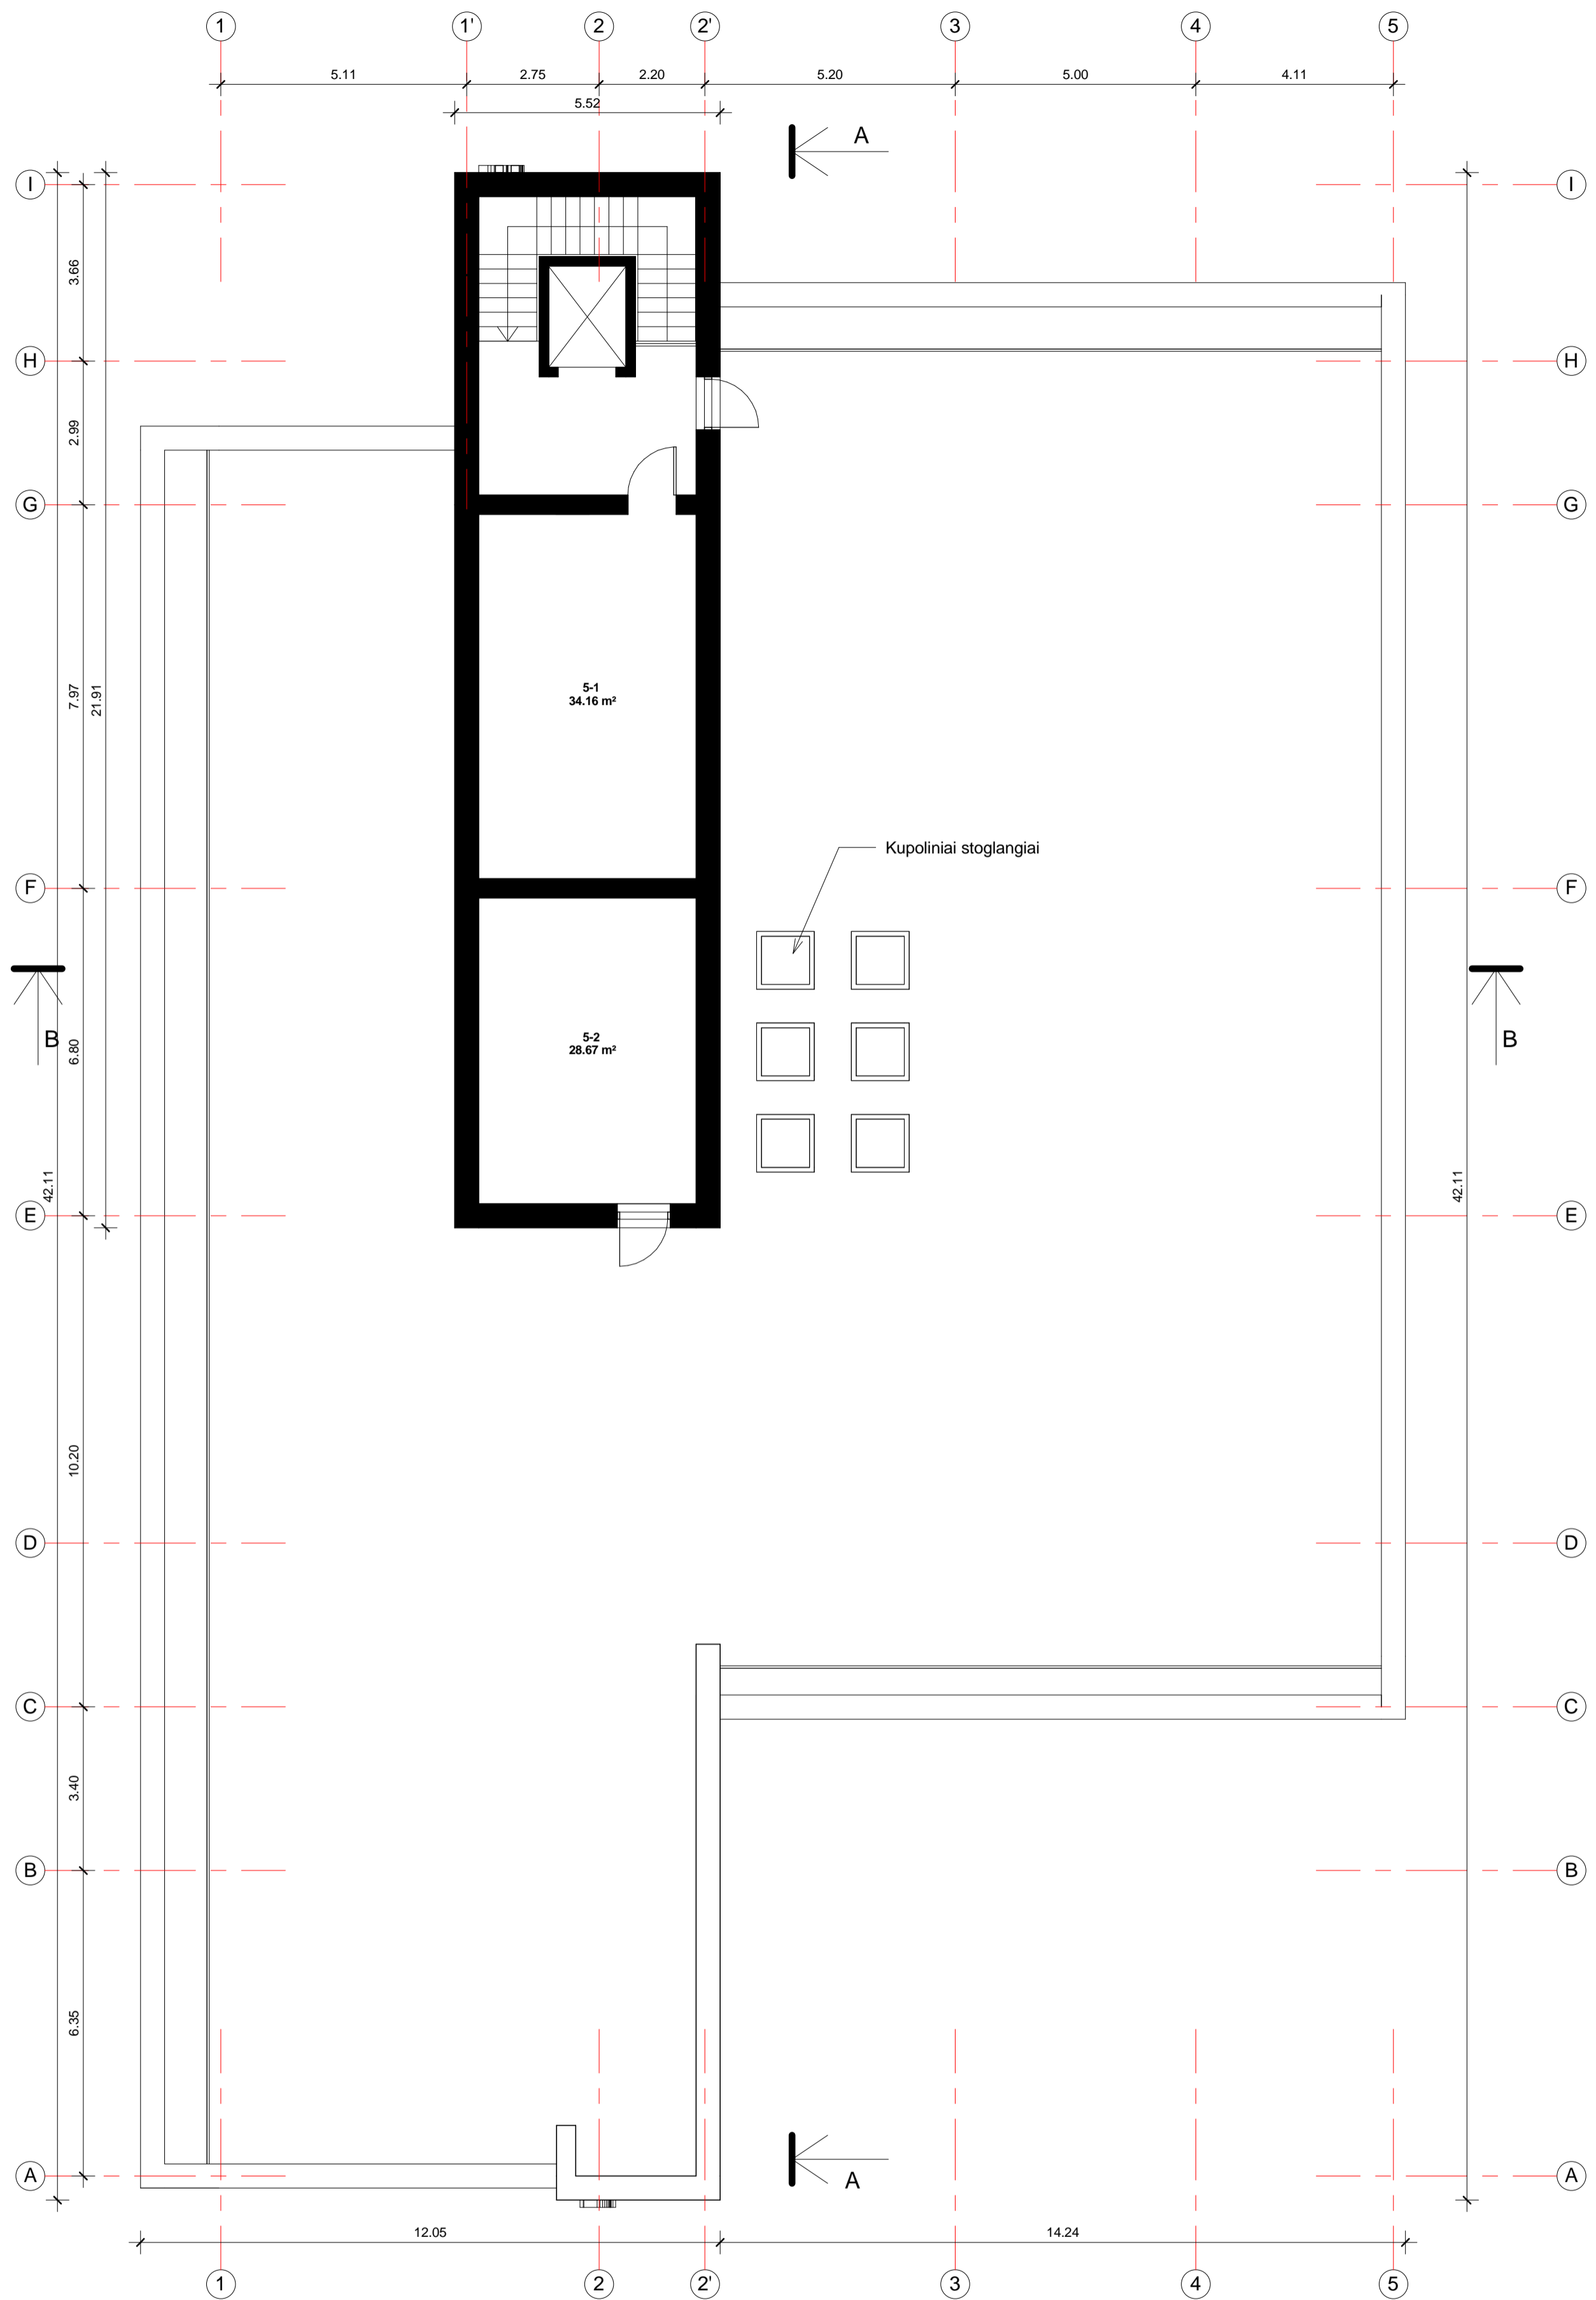 1 1' 2 2' 3 4 5
5.11 2.75 2.20 5.20 5.00 4.11
5.52
A
I I
3.66
H H
2.99
G G
7.97
21.91
5-1
34.16 m²
Kupoliniai stoglangiai
F F
B B
6.80
5-2
28.67 m²
42.11 42.11
E E
10.20
D D
C C
3.40
B B
6.35
A A
A
12.05 14.24
1 2 2' 3 4 5